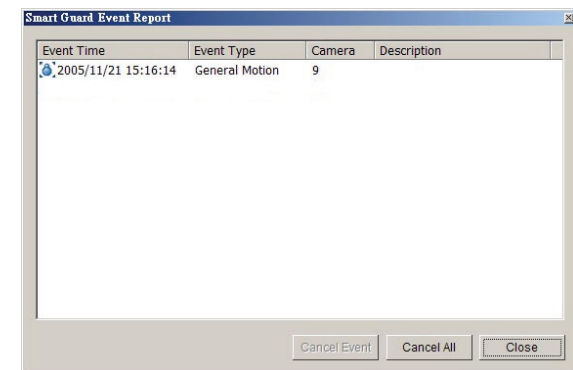 Smart Guard Event Report
Event Time Event Type Camera Description
2005/11/21 15:16:14 General Motion 9
Cancel Event Cancel All Close